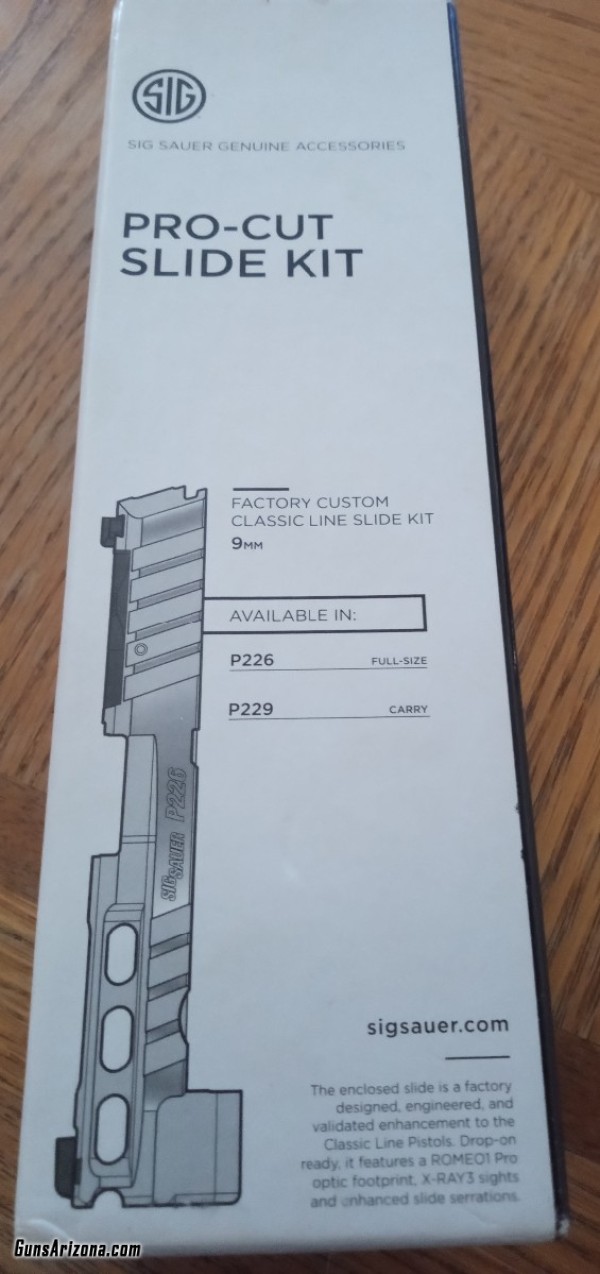 SIG
SIG SAUER GENUINE ACCESSORIES
PRO-CUT
SLIDE KIT
FACTORY CUSTOM
CLASSIC LINE SLIDE KIT
9MM
AVAILABLE IN:
P226 FULL-SIZE
P229 CARRY
SIG SAUER P226
sigsauer.com
The enclosed slide is a factory
designed, engineered, and
validated enhancement to the
Classic Line Pistols. Drop-on
ready, it features a ROMEO1 Pro
optic footprint, X-RAY3 sights
and enhanced slide serrations.
GunsArizona.com